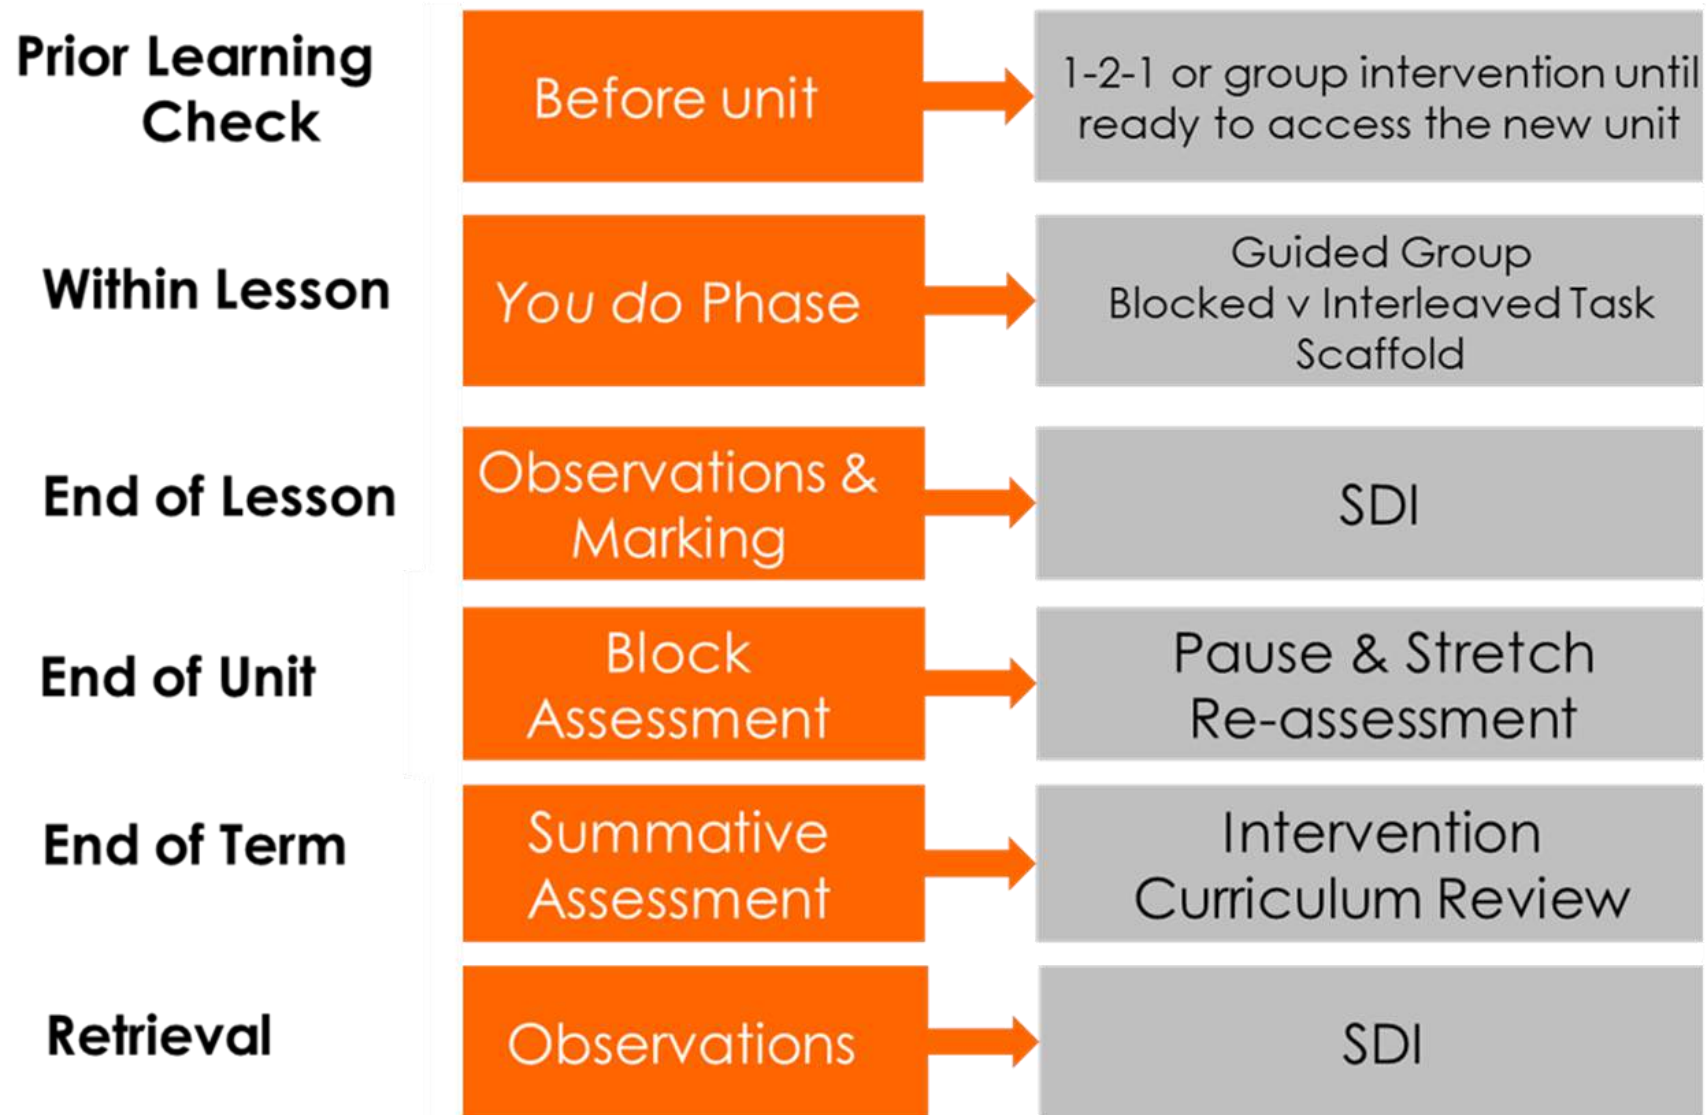 Prior Learning
Check
Before unit
1-2-1 or group intervention until
ready to access the new unit
Within Lesson
You do Phase
Guided Group
Blocked v Interleaved Task
Scaffold
End of Lesson
Observations &
Marking
SDI
End of Unit
Block
Assessment
Pause & Stretch
Re-assessment
End of Term
Summative
Assessment
Intervention
Curriculum Review
Retrieval
Observations
SDI